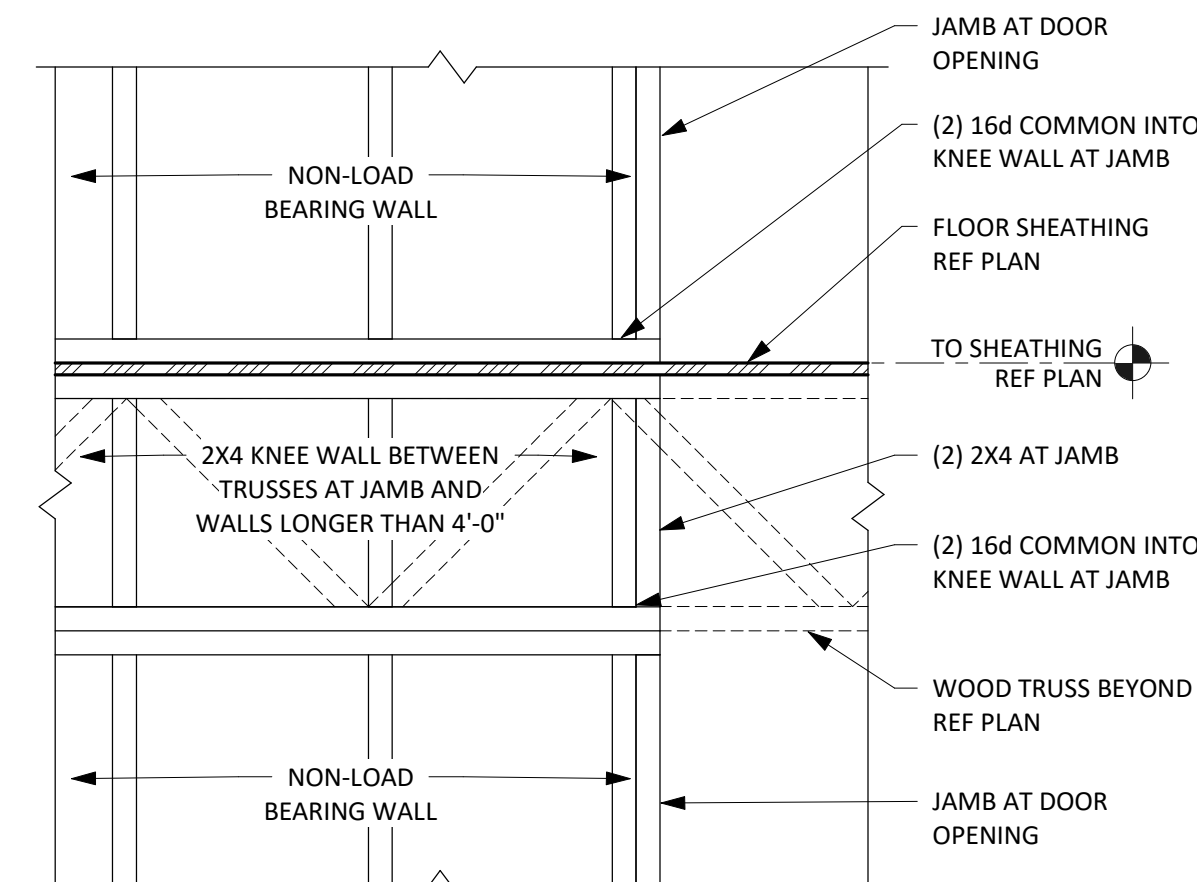 JAMB AT DOOR
OPENING
(2) 16d COMMON INTO
KNEE WALL AT JAMB
NON-LOAD
BEARING WALL
FLOOR SHEATHING
REF PLAN
TO SHEATHING
REF PLAN
2X4 KNEE WALL BETWEEN
TRUSSES AT JAMB AND
WALLS LONGER THAN 4'-0"
(2) 2X4 AT JAMB
(2) 16d COMMON INTO
KNEE WALL AT JAMB
WOOD TRUSS BEYOND
REF PLAN
NON-LOAD
BEARING WALL
JAMB AT DOOR
OPENING